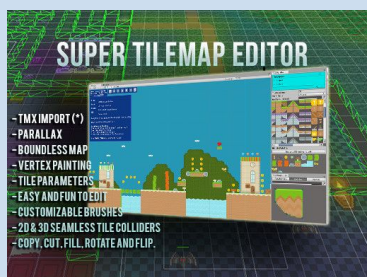 SUPER TILEMAP EDITOR
- TMX IMPORT (*)
- PARALLAX
- BOUNDLESS MAP
- VERTEX PAINTING
- TILE PARAMETERS
- EASY AND FUN TO EDIT
- CUSTOMIZABLE BRUSHES
- 2D & 3D SEAMLESS TILE COLLIDERS
- COPY, CUT, FILL, ROTATE AND FLIP.